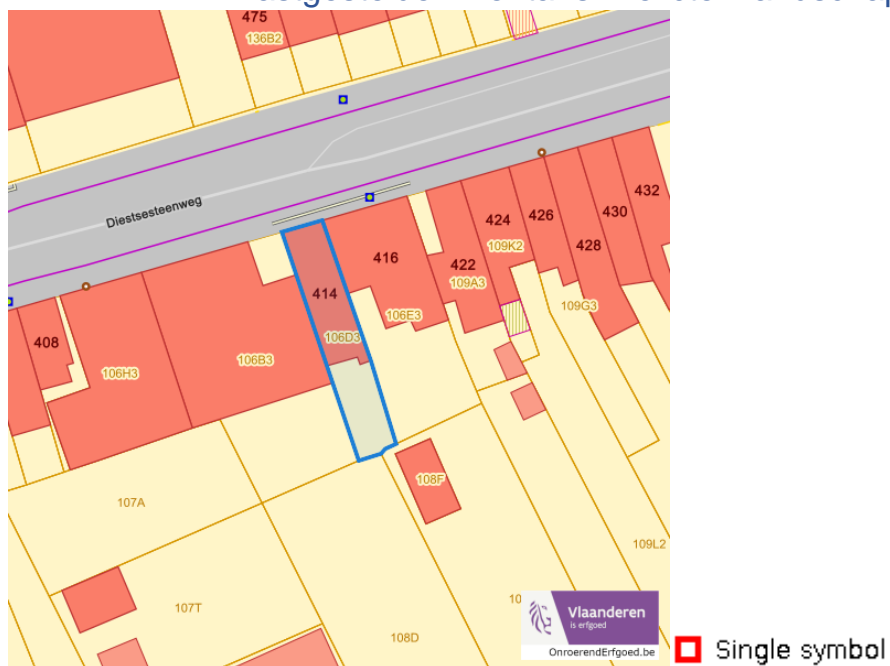 475
136B2
432
430
426
424
428
109K2
Diestsesteenweg
416
422
109A3
414
109G3
106E3
106D3
408
106B3
106H3
108F
107A
109L2
107T
108D
Vlaanderen
is erfgoed
OnroerendErfgoed.be
Single symbol